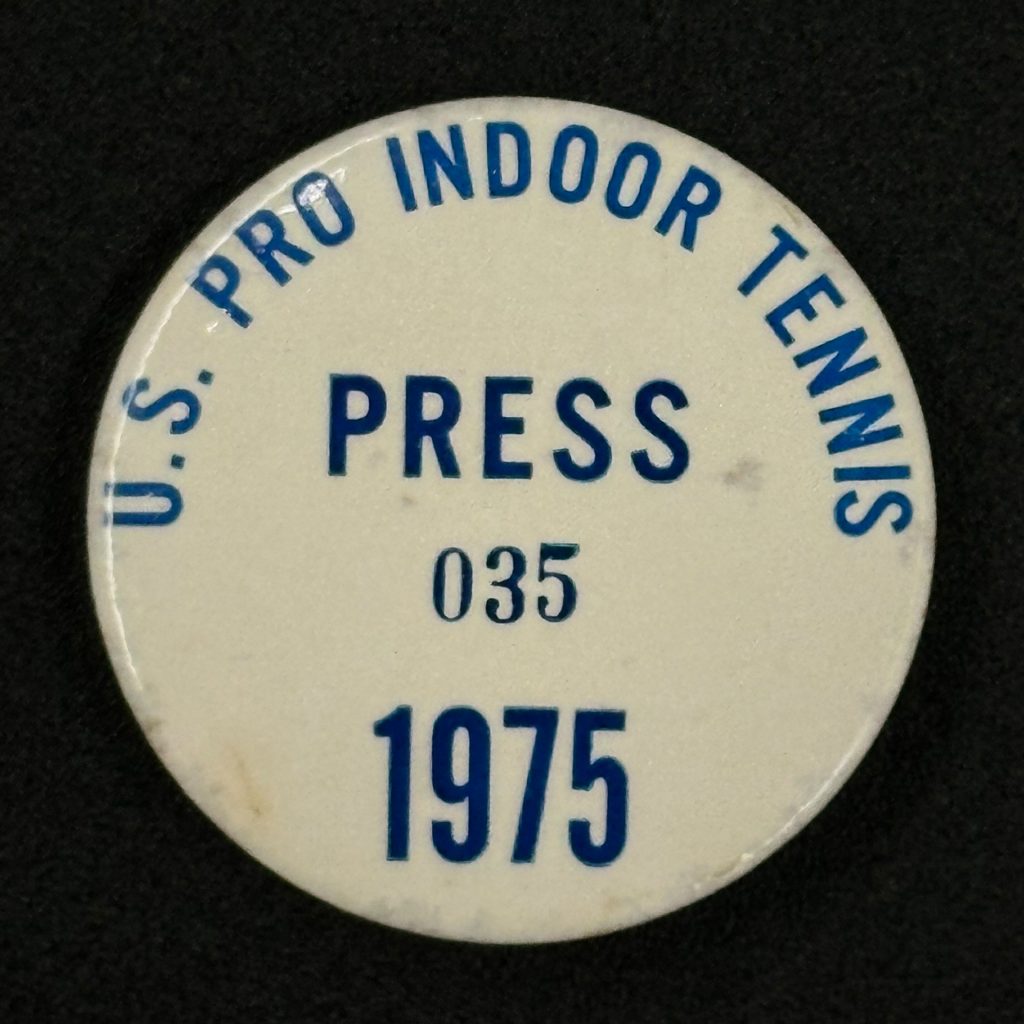 U.S. PRO INDOOR TENNIS
PRESS
035
1975